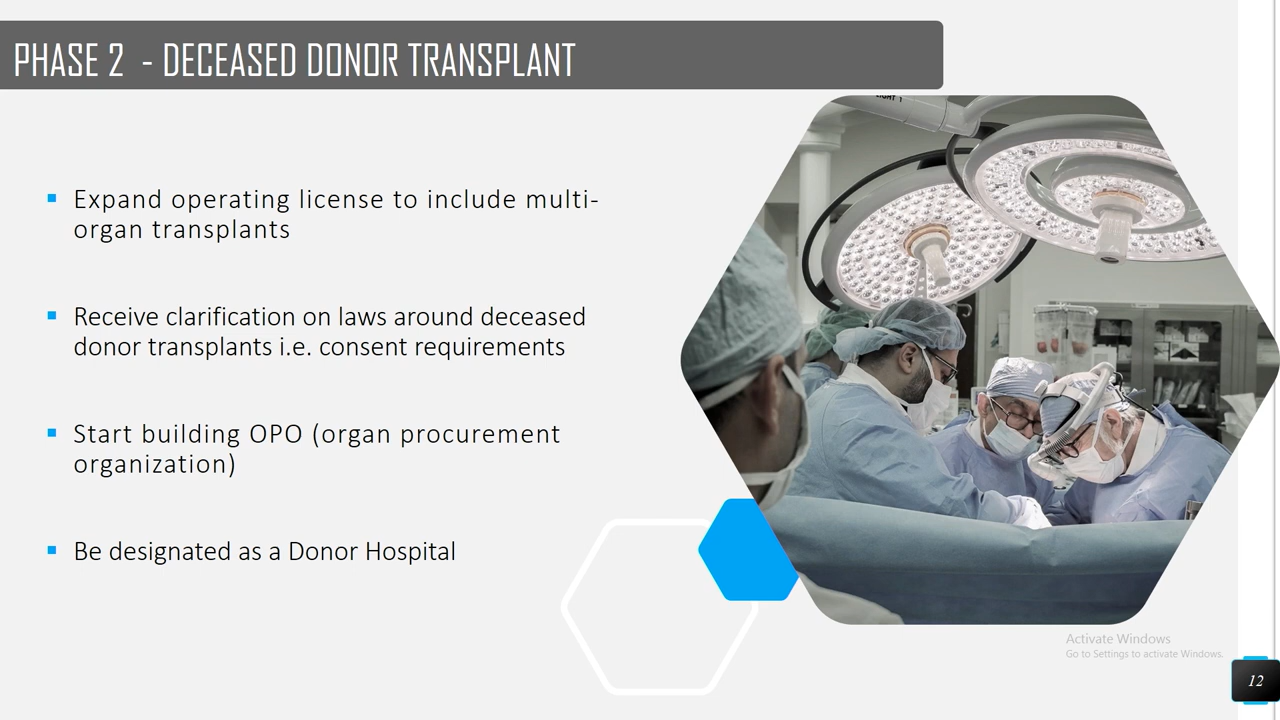 PHASE 2 - DECEASED DONOR TRANSPLANT
Expand operating license to include multi-
organ transplants
Receive clarification on laws around deceased
donor transplants i.e. consent requirements
Start building OPO (organ procurement
organization)
Be designated as a Donor Hospital
Activate Windows
Go to Settings to activate Windows.
12